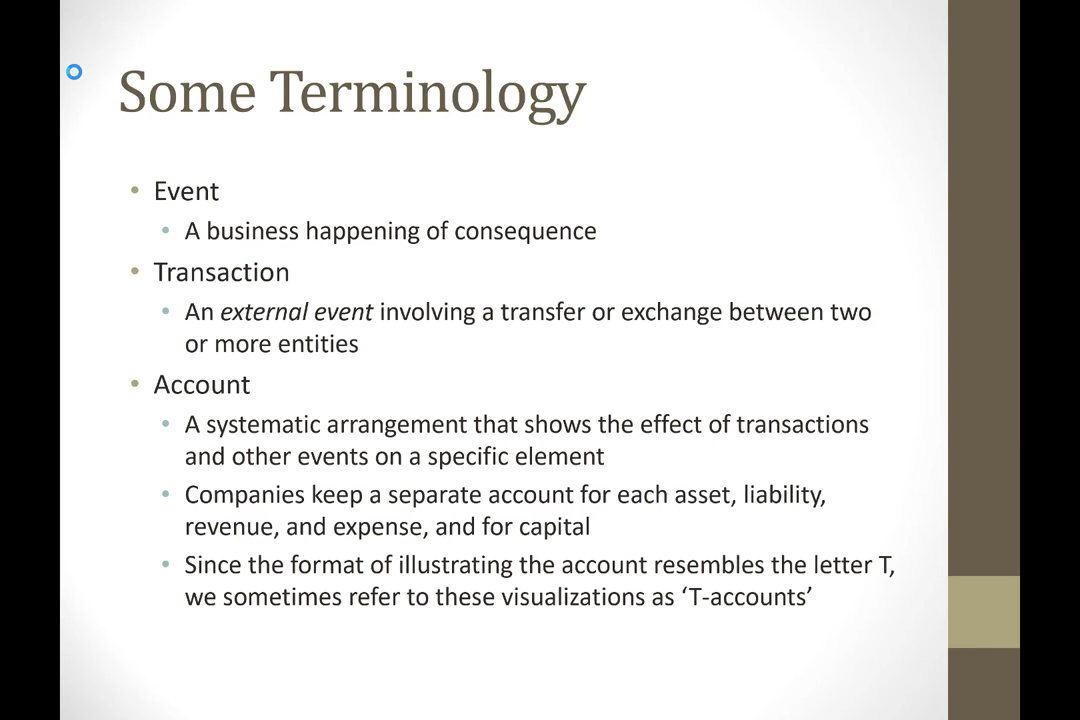 Some Terminology
• Event
• A business happening of consequence
• Transaction
• An external event involving a transfer or exchange between two
or more entities
• Account
• A systematic arrangement that shows the effect of transactions
and other events on a specific element
• Companies keep a separate account for each asset, liability,
revenue, and expense, and for capital
• Since the format of illustrating the account resembles the letter T,
we sometimes refer to these visualizations as ‘T-accounts’